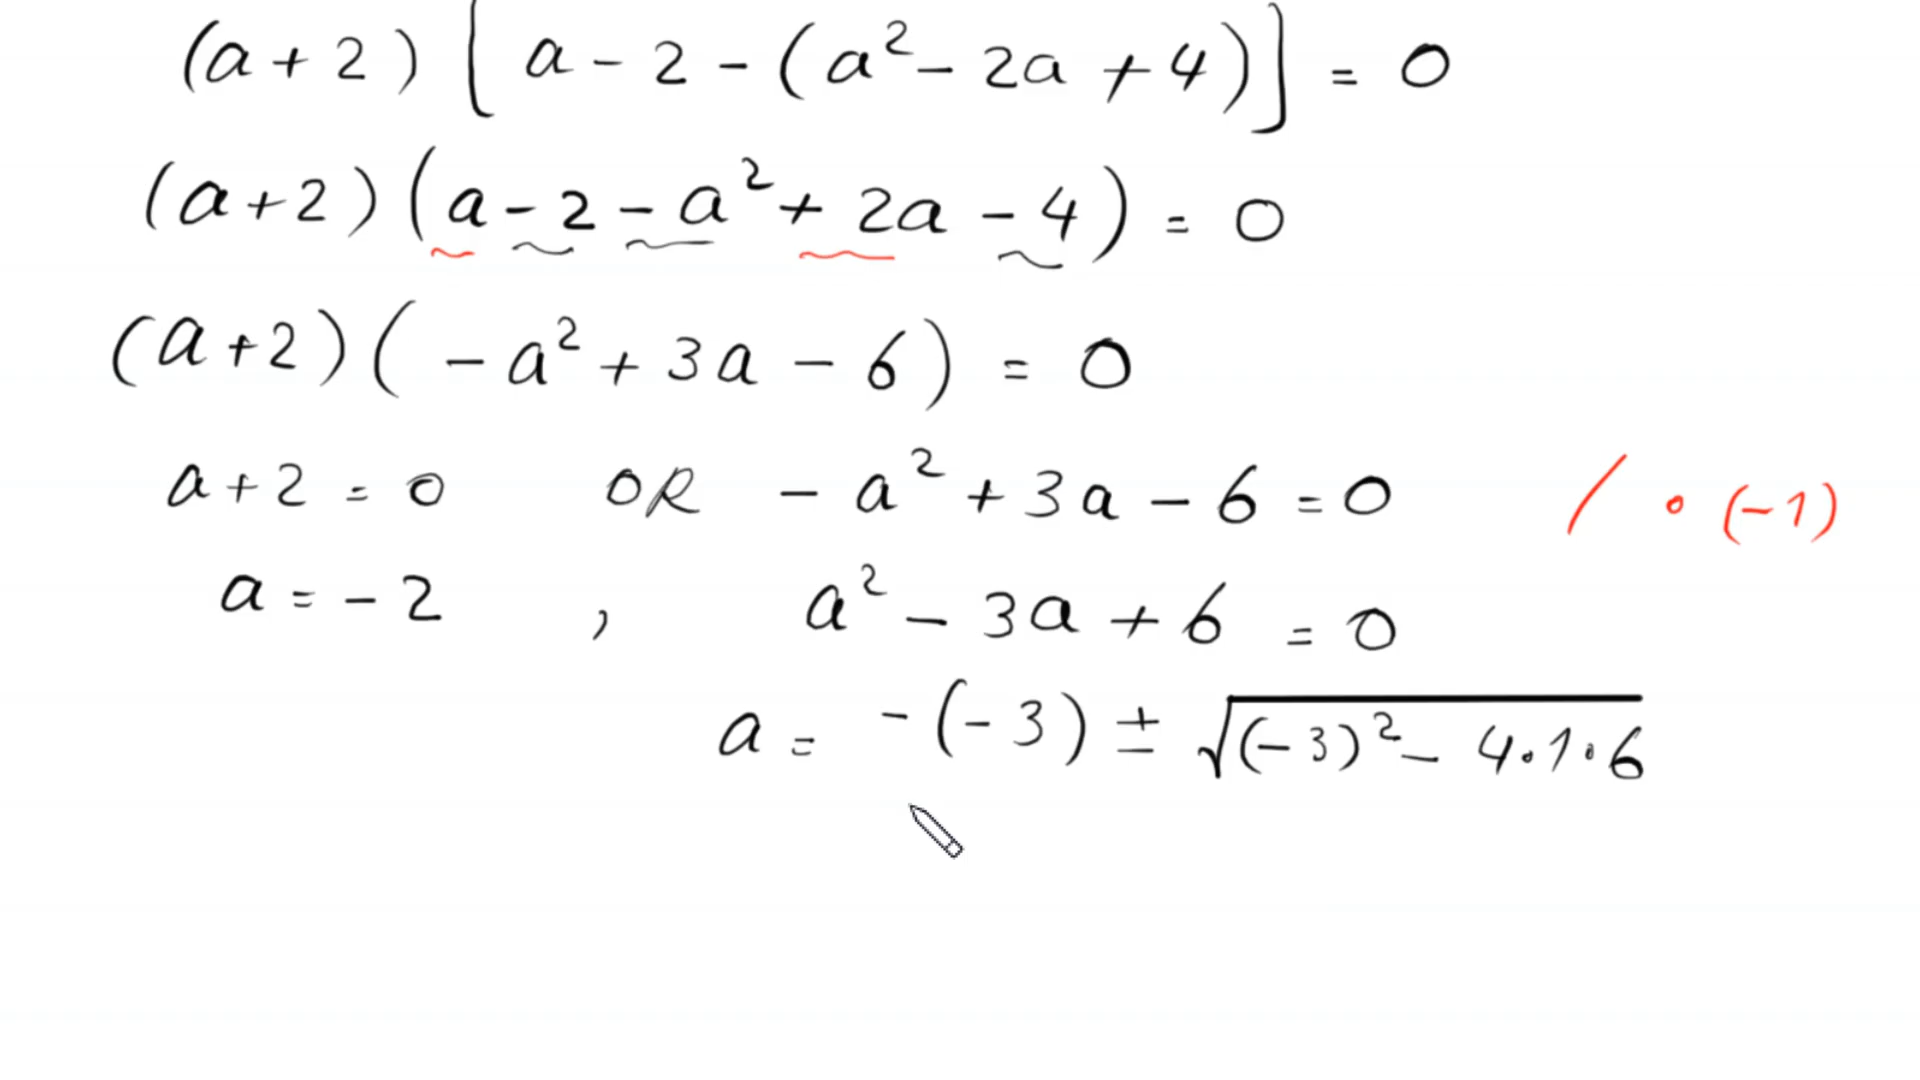 (a + 2) [a - 2 - (a² - 2a + 4)] = 0
(a + 2) (a - 2 - a² + 2a - 4) = 0
(a + 2) (- a² + 3a - 6) = 0
a + 2 = 0 OR - a² + 3a - 6 = 0 / · (-1)
a = - 2 , a² - 3a + 6 = 0
a = - (- 3) ± √(- 3)² - 4 · 1 · 6